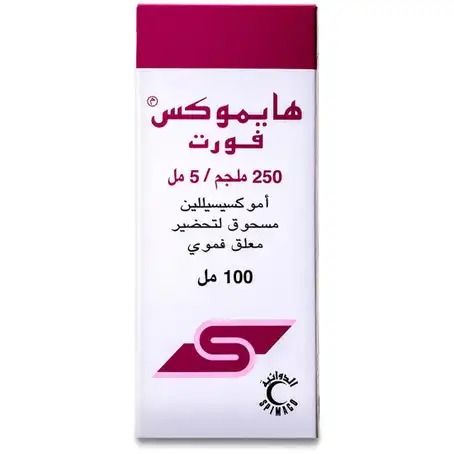 هايموكس
فورت
250 ملجم / 5 مل
أموكسيسيللين
مسحوق لتحضير
معلق فموي
100 مل
S
الدوائية
SPIMACO